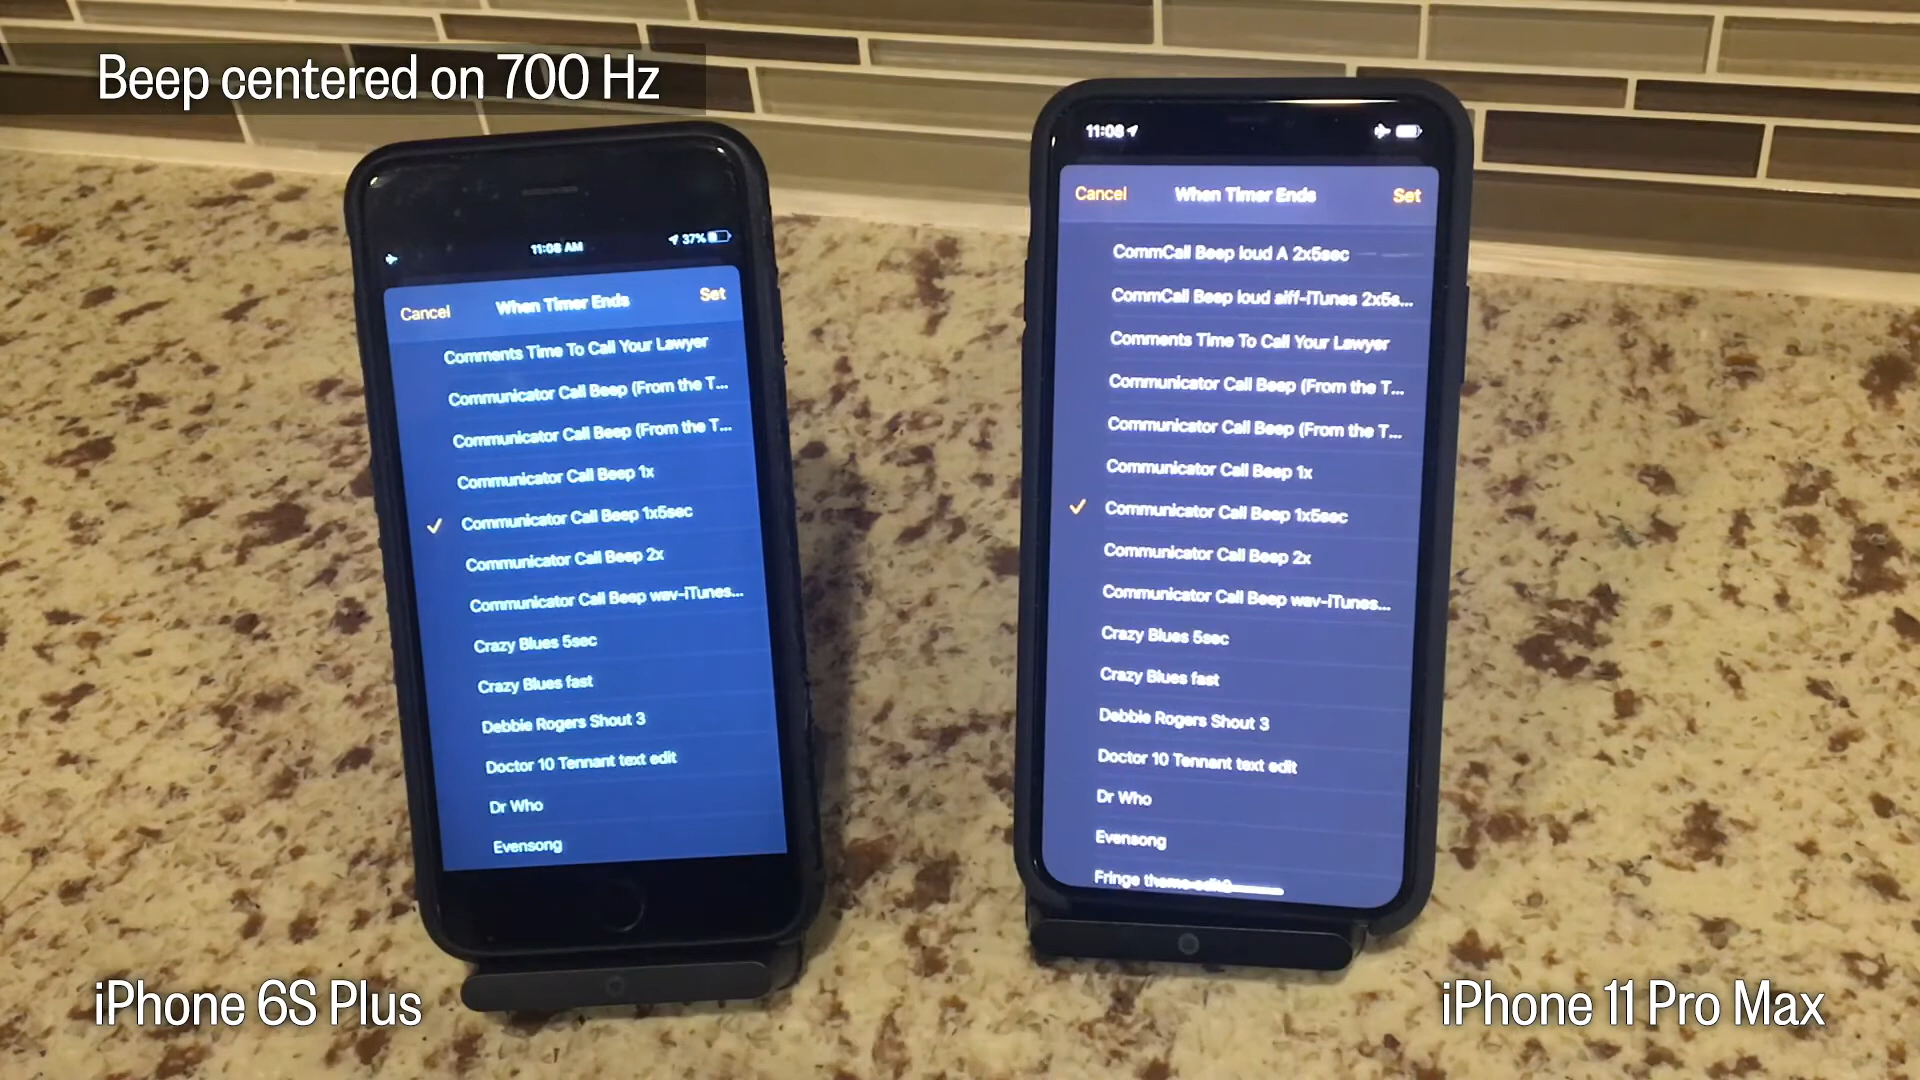 Beep centered on 700 Hz
11:08 AM
37%
Cancel
When Timer Ends
Set
Comments Time To Call Your Lawyer
Communicator Call Beep (From the T...
Communicator Call Beep (From the T...
Communicator Call Beep 1x
Communicator Call Beep 1x5sec
Communicator Call Beep 2x
Communicator Call Beep wav-iTunes...
Crazy Blues 5sec
Crazy Blues fast
Debbie Rogers Shout 3
Doctor 10 Tennant text edit
Dr Who
Evensong
iPhone 6S Plus
11:08
Cancel
When Timer Ends
Set
CommCall Beep loud A 2x5sec
CommCall Beep loud aiff-iTunes 2x5s...
Comments Time To Call Your Lawyer
Communicator Call Beep (From the T...
Communicator Call Beep (From the T...
Communicator Call Beep 1x
Communicator Call Beep 1x5sec
Communicator Call Beep 2x
Communicator Call Beep wav-iTunes...
Crazy Blues 5sec
Crazy Blues fast
Debbie Rogers Shout 3
Doctor 10 Tennant text edit
Dr Who
Evensong
Fringe theme
iPhone 11 Pro Max